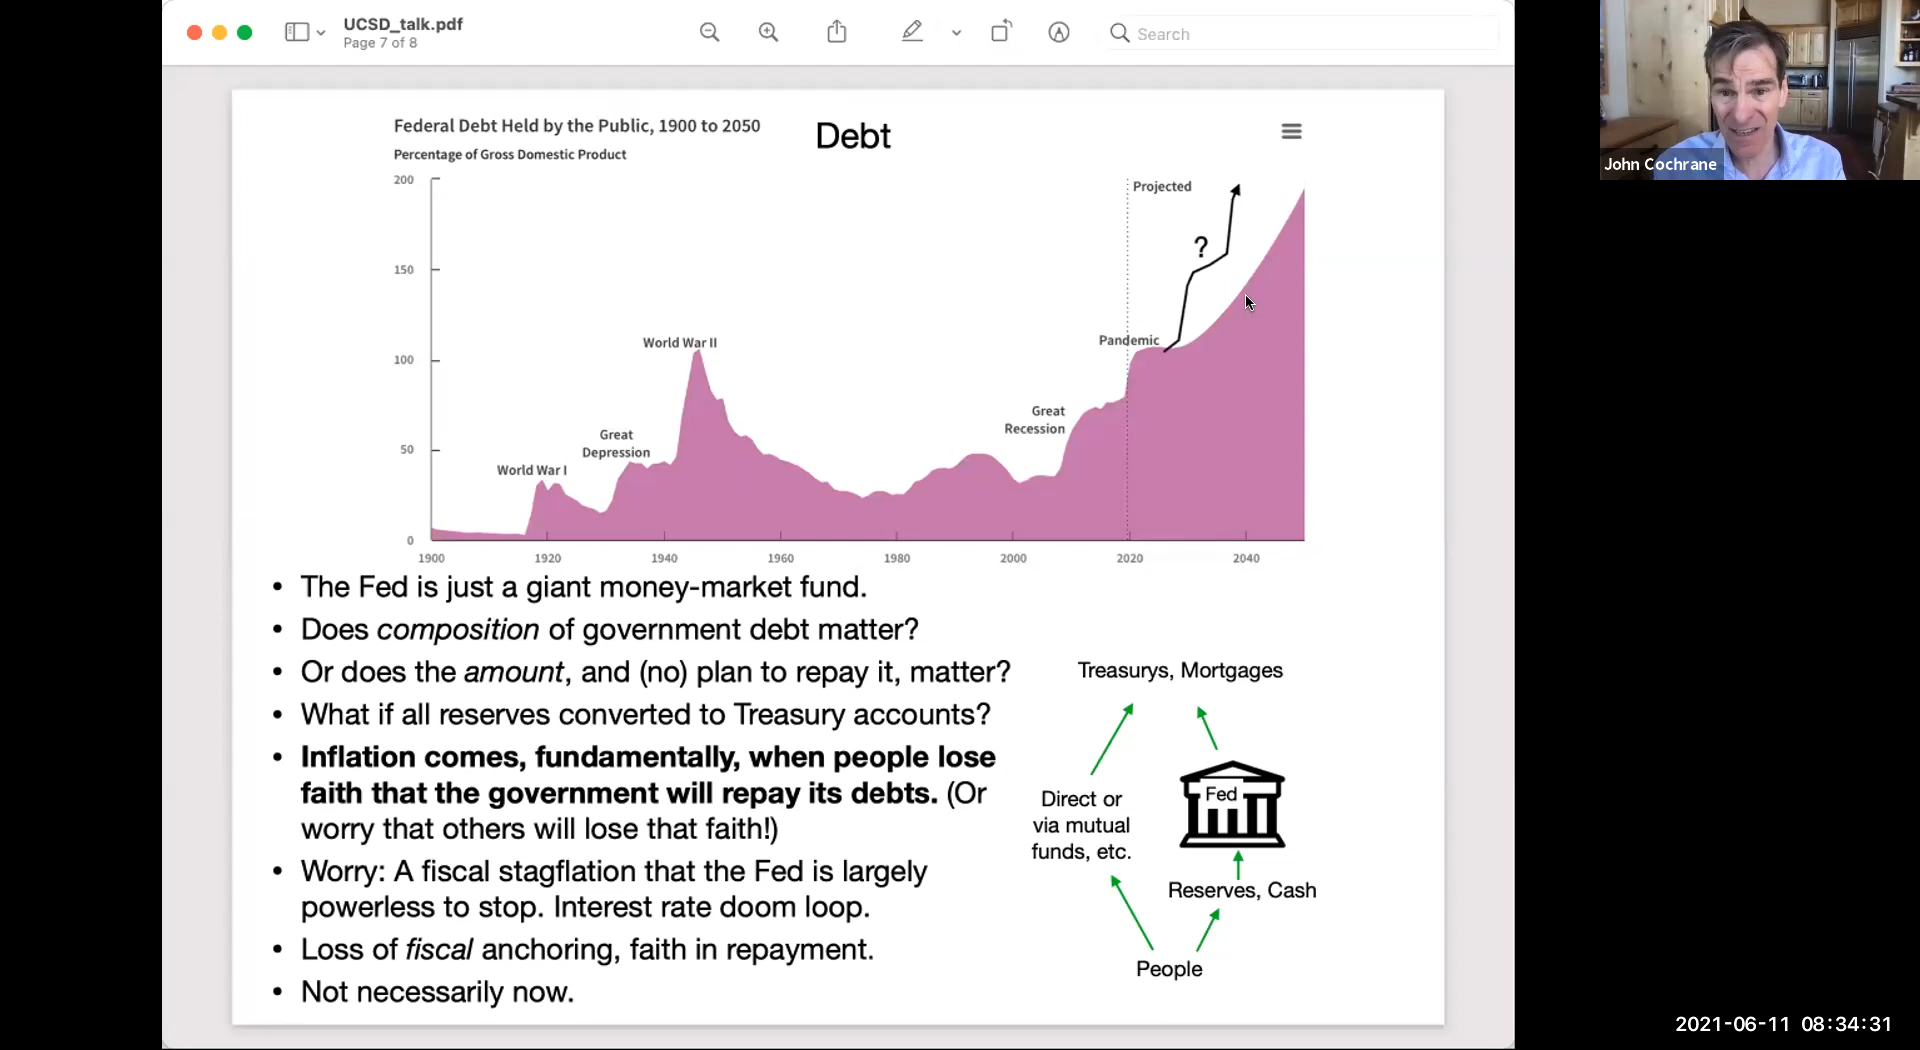 UCSD_talk.pdf
Page 7 of 8
Search
John Cochrane
Federal Debt Held by the Public, 1900 to 2050
Debt
Percentage of Gross Domestic Product
200
150
100
50
0
Projected
?
Pandemic
World War II
Great
Recession
Great
Depression
World War I
1900 1920 1940 1960 1980 2000 2020 2040
• The Fed is just a giant money-market fund.
• Does composition of government debt matter?
• Or does the amount, and (no) plan to repay it, matter?
• What if all reserves converted to Treasury accounts?
• Inflation comes, fundamentally, when people lose
faith that the government will repay its debts. (Or
worry that others will lose that faith!)
• Worry: A fiscal stagflation that the Fed is largely
powerless to stop. Interest rate doom loop.
• Loss of fiscal anchoring, faith in repayment.
• Not necessarily now.
Treasurys, Mortgages
Direct or
via mutual
funds, etc.
Fed
Reserves, Cash
People
2021-06-11 08:34:31